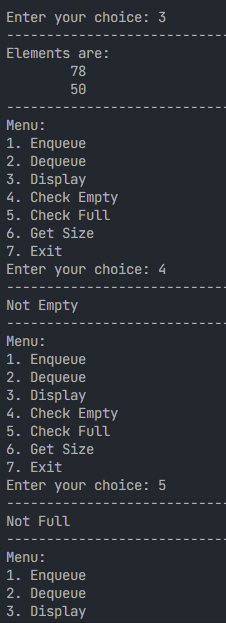 Enter your choice: 3
----------------------------
Elements are:
        78
        50
----------------------------
Menu:
1. Enqueue
2. Dequeue
3. Display
4. Check Empty
5. Check Full
6. Get Size
7. Exit
Enter your choice: 4
----------------------------
Not Empty
----------------------------
Menu:
1. Enqueue
2. Dequeue
3. Display
4. Check Empty
5. Check Full
6. Get Size
7. Exit
Enter your choice: 5
----------------------------
Not Full
----------------------------
Menu:
1. Enqueue
2. Dequeue
3. Display